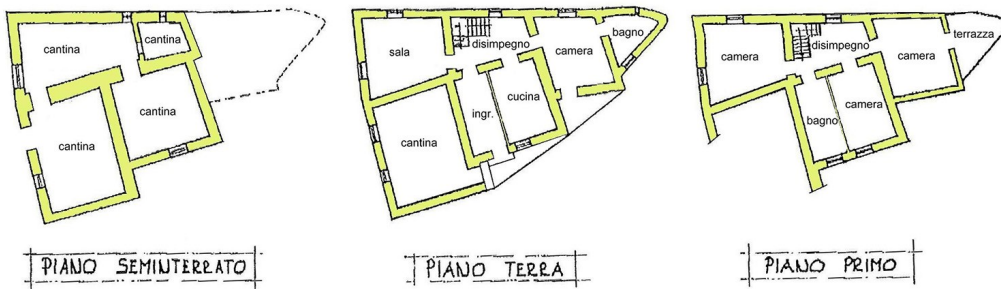 cantina
cantina
cantina
cantina
PIANO SEMINTERRATO
sala
disimpegno
camera
bagno
cucina
ingr.
cantina
PIANO TERRA
camera
disimpegno
camera
terrazza
bagno
camera
PIANO PRIMO